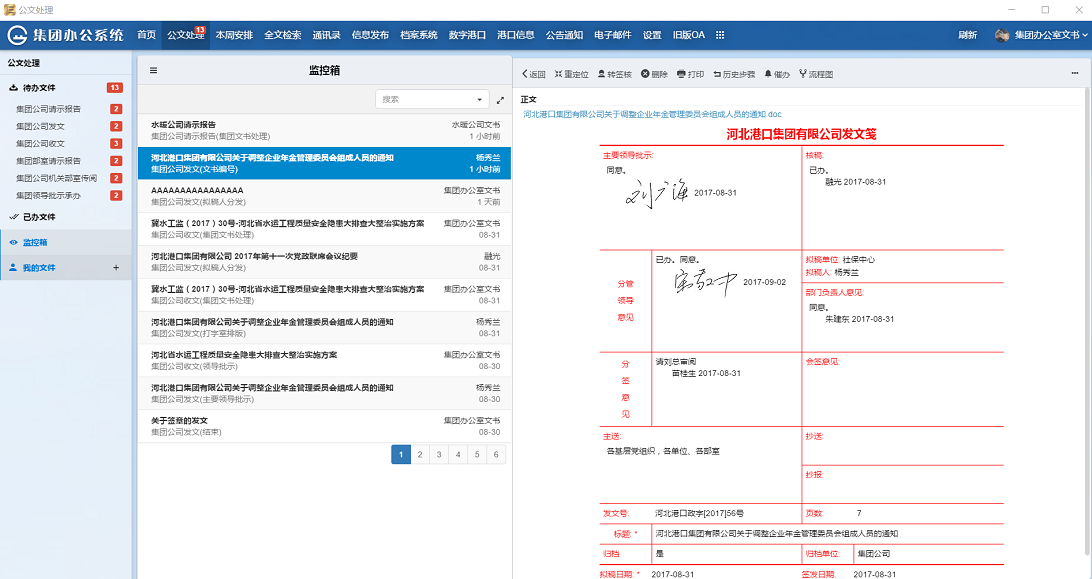 公文处理
集团办公系统 首页 公文处理 13 本周安排 全文检索 通讯录 信息发布 档案系统 数字港口 港口信息 公告通知 电子邮件 设置 旧版OA 刷新 集团办公室文书
公文处理
待办文件 13
集团公司请示报告 2
集团公司发文 2
集团公司收文 3
集团部室请示报告 2
集团公司机关部室传阅 2
集团领导批示承办 2
已办文件
监控箱
我的文件 +
监控箱
搜索
水暖公司请示报告 水暖公司文书
集团公司请示报告(集团文书处理) 1 小时前
河北港口集团有限公司关于调整企业年金管理委员会组成人员的通知 杨秀兰
集团公司发文(文书编号) 1 小时前
AAAAAAAAAAAAAAAA 集团办公室文书
集团公司发文(拟稿人分发) 1 天前
冀水工监（2017）30号-河北省水运工程质量安全隐患大排查大整治实施方案 集团办公室文书
集团公司收文(集团文书处理) 08-31
河北港口集团有限公司 2017年第十一次党政联席会议纪要 融光
集团公司发文(拟稿人分发) 08-31
冀水工监（2017）30号-河北省水运工程质量安全隐患大排查大整治实施方案 集团办公室文书
集团公司收文(集团文书处理) 08-31
河北港口集团有限公司关于调整企业年金管理委员会组成人员的通知 杨秀兰
集团公司发文(打字室排版) 08-31
河北省水运工程质量安全隐患大排查大整治实施方案 集团办公室文书
集团公司收文(领导批示) 08-30
河北港口集团有限公司关于调整企业年金管理委员会组成人员的通知 杨秀兰
集团公司发文(主要领导批示) 08-30
关于签章的发文 集团办公室文书
集团公司发文(结束) 08-30
1 2 3 4 5 6
返回 重定位 转签核 删除 打印 历史步骤 催办 流程图
正文
河北港口集团有限公司关于调整企业年金管理委员会组成人员的通知.doc
河北港口集团有限公司发文笺
主要领导批示:
同意。
2017-08-31
核稿:
已办。
融光 2017-08-31
分管
领导
意见
已办。同意。
2017-09-02
拟稿单位: 社保中心
拟稿人: 杨秀兰
部门负责人意见:
同意。
朱建东 2017-08-31
分
签
意
见
请刘总审阅
苗桂生 2017-08-31
会签意见:
主送:
各基层党组织，各单位、各部室
抄送:
抄报:
发文号: 河北港口政字[2017]56号 页数: 7
标题: * 河北港口集团有限公司关于调整企业年金管理委员会组成人员的通知
归档 是 归档单位: 集团公司
拟稿日期: * 2017-08-31 签发日期: 2017-08-31